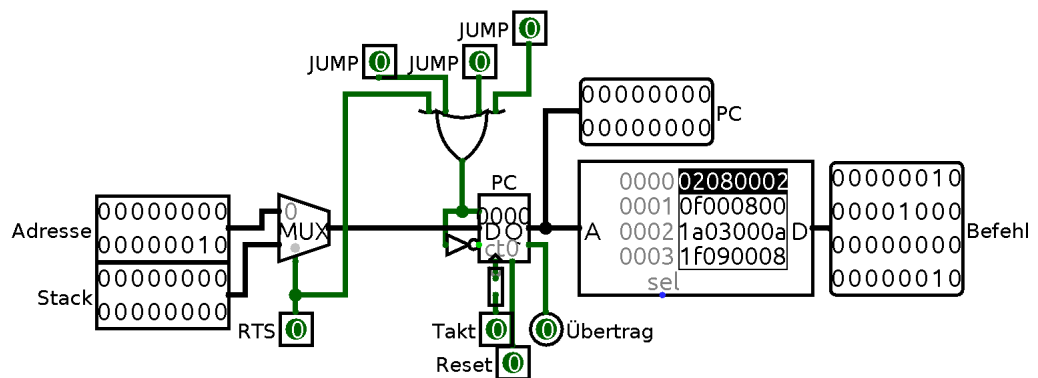 JUMP 0
JUMP 0 JUMP 0
00000000
00000000 PC
PC
0000
D Q
ct0
Adresse 00000000
00000010
Stack 00000000
00000000
0
MUX
RTS 0
Takt 0
0 Übertrag
Reset 0
0000 02080002
0001 0f000800
0002 1a03000a
0003 1f090008
A D
sel
00000010
00001000
00000000
00000010
Befehl